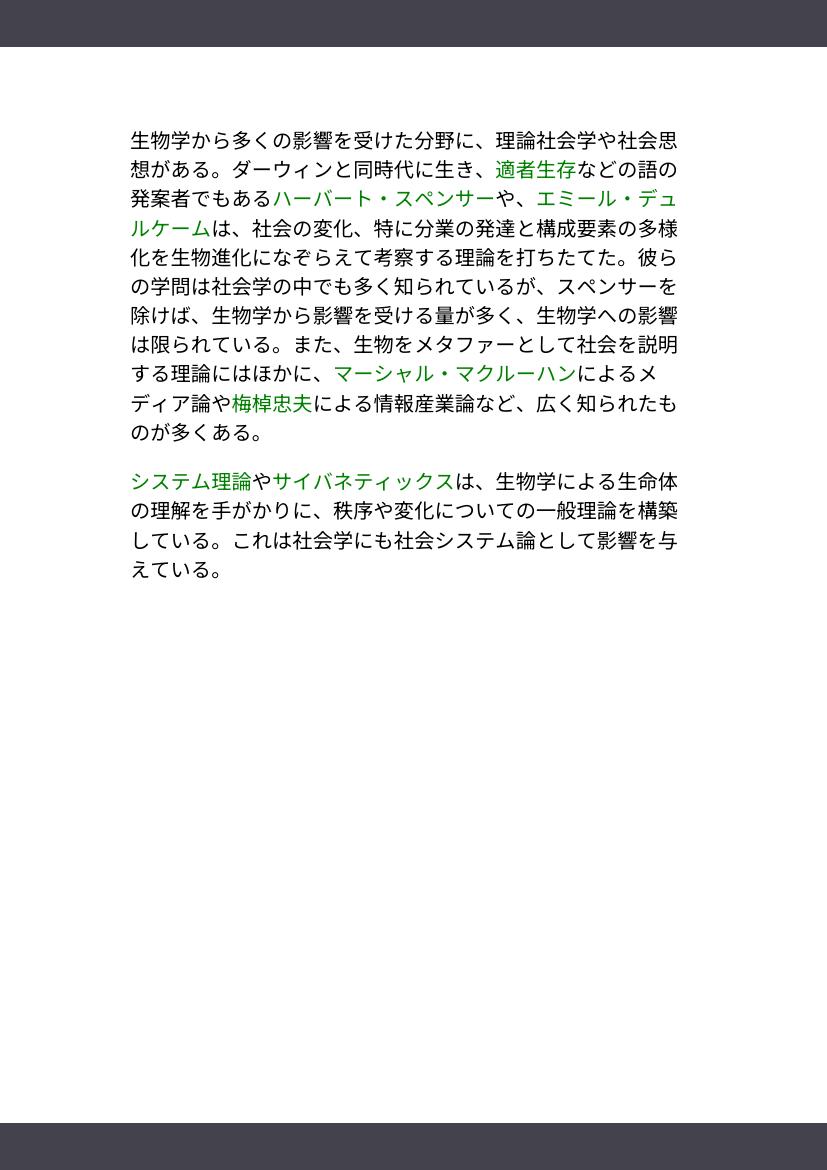 生物学から多くの影響を受けた分野に、理論社会学や社会思
想がある。ダーウィンと同時代に生き、適者生存などの語の
発案者でもあるハーバート・スペンサーや、エミール・デュ
ルケームは、社会の変化、特に分業の発達と構成要素の多様
化を生物進化になぞらえて考察する理論を打ちたてた。彼ら
の学問は社会学の中でも多く知られているが、スペンサーを
除けば、生物学から影響を受ける量が多く、生物学への影響
は限られている。また、生物をメタファーとして社会を説明
する理論にはほかに、マーシャル・マクルーハンによるメ
ディア論や梅棹忠夫による情報産業論など、広く知られたも
のが多くある。
システム理論やサイバネティックスは、生物学による生命体
の理解を手がかりに、秩序や変化についての一般理論を構築
している。これは社会学にも社会システム論として影響を与
えている。